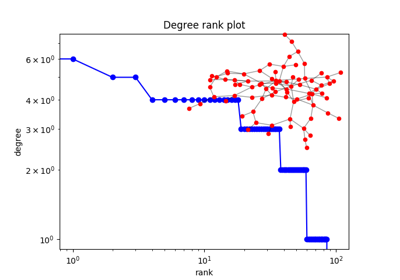 Degree rank plot
degree
6 × 10⁰
4 × 10⁰
3 × 10⁰
2 × 10⁰
10⁰
10⁰
10¹
10²
rank